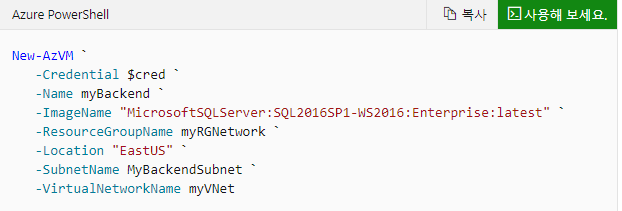 Azure PowerShell 복사 사용해 보세요.
New-AzVM `
-Credential $cred `
-Name myBackend `
-ImageName "MicrosoftSQLServer:SQL2016SP1-WS2016:Enterprise:latest" `
-ResourceGroupName myRGNetwork `
-Location "EastUS" `
-SubnetName MyBackendSubnet `
-VirtualNetworkName myVNet